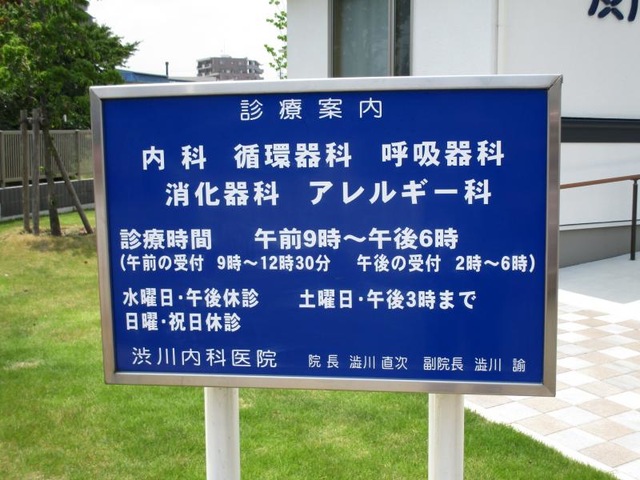 診療案内
内科　循環器科　呼吸器科
消化器科　アレルギー科
診療時間　午前9時〜午後6時
(午前の受付 9時〜12時30分　午後の受付 2時〜6時)
水曜日・午後休診　土曜日・午後3時まで
日曜・祝日休診
渋川内科医院　院長 澁川 直次　副院長 澁川 諭